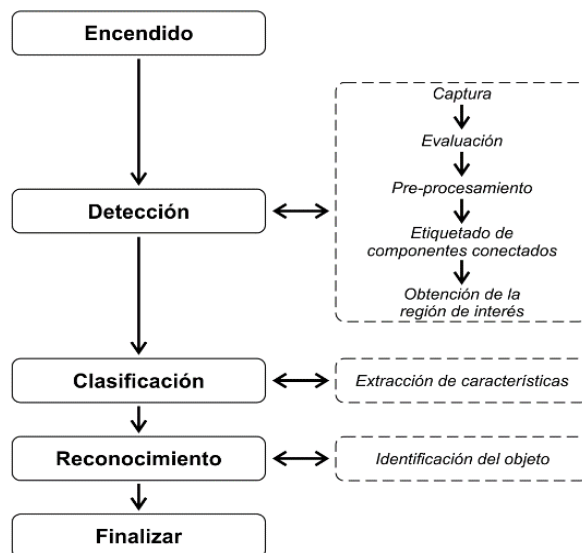 Encendido
Captura
Evaluación
Pre-procesamiento
Detección
Etiquetado de
componentes conectados
Obtención de la
región de interés
Clasificación
Extracción de características
Reconocimiento
Identificación del objeto
Finalizar